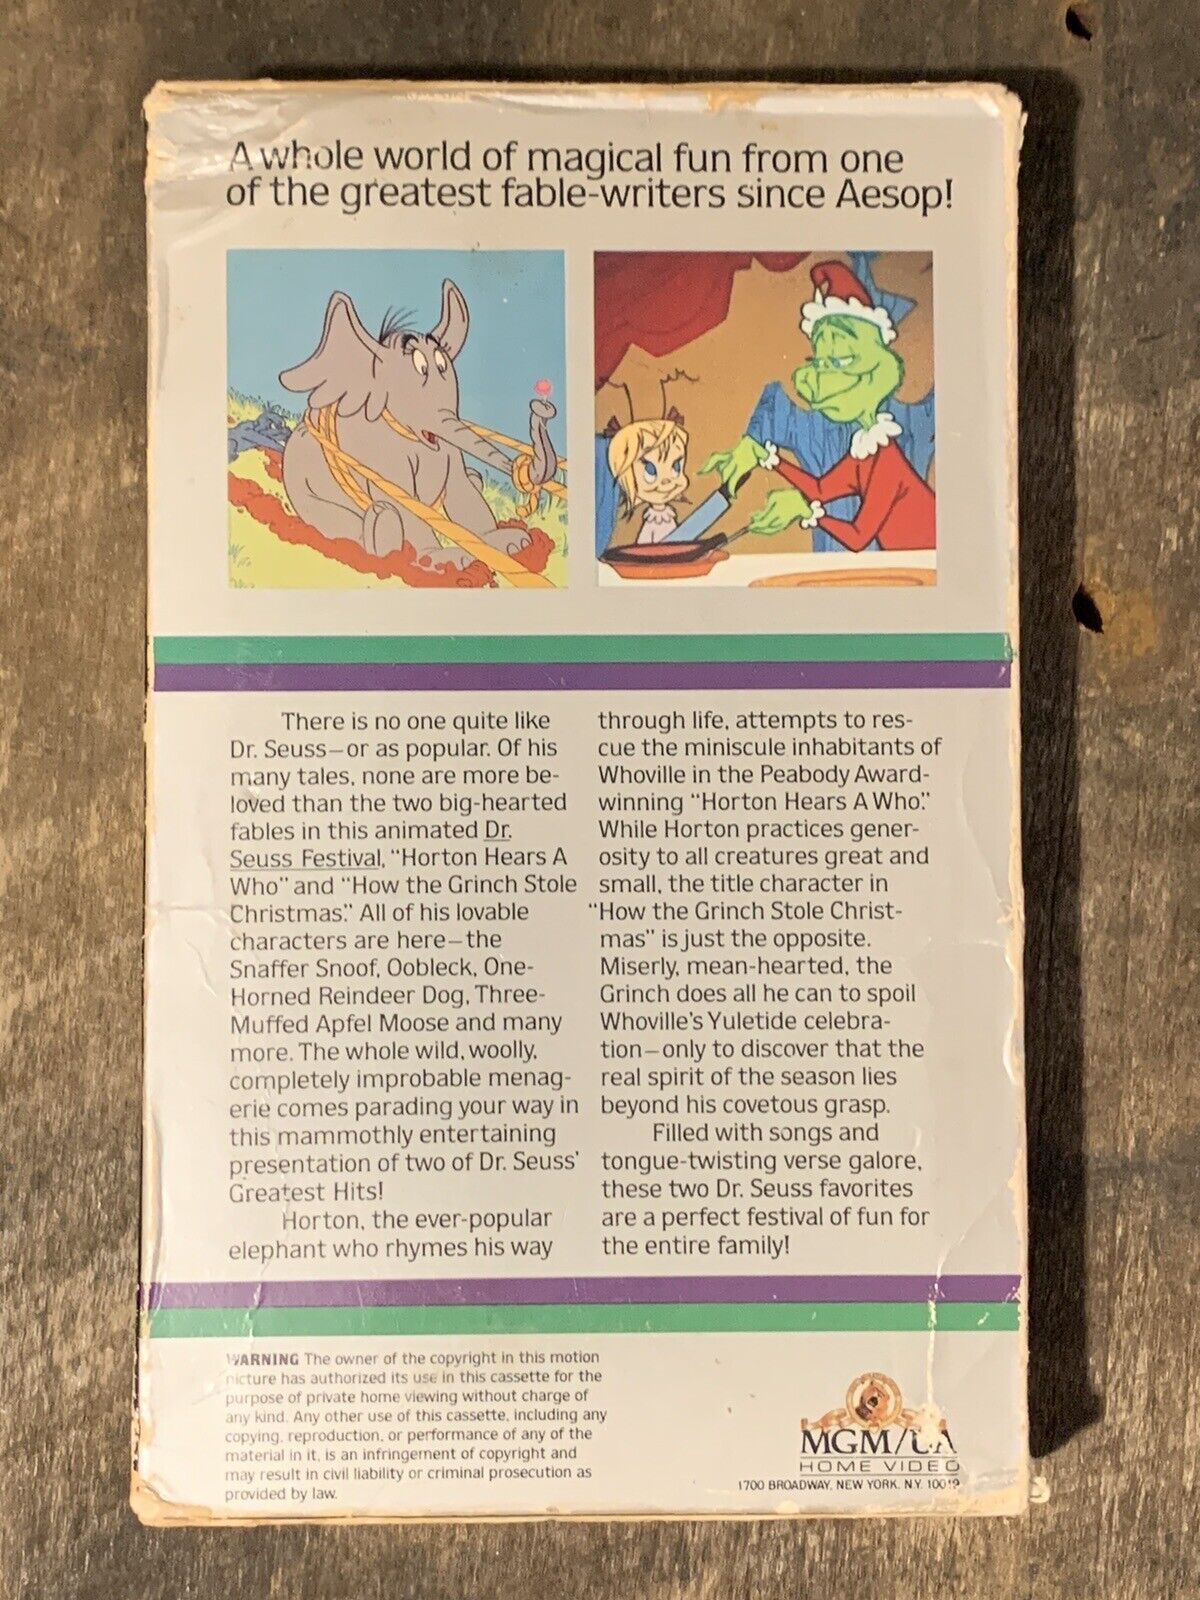 A whole world of magical fun from one
of the greatest fable-writers since Aesop!
There is no one quite like
Dr. Seuss—or as popular. Of his
many tales, none are more be-
loved than the two big-hearted
fables in this animated Dr.
Seuss Festival, "Horton Hears A
Who" and "How the Grinch Stole
Christmas." All of his lovable
characters are here—the
Snaffer Snoof, Oobleck, One-
Horned Reindeer Dog, Three-
Muffed Apfel Moose and many
more. The whole wild, woolly,
completely improbable menag-
erie comes parading your way in
this mammothly entertaining
presentation of two of Dr. Seuss'
Greatest Hits!
Horton, the ever-popular
elephant who rhymes his way
through life, attempts to res-
cue the miniscule inhabitants of
Whoville in the Peabody Award-
winning "Horton Hears A Who."
While Horton practices gener-
osity to all creatures great and
small, the title character in
"How the Grinch Stole Christ-
mas" is just the opposite.
Miserly, mean-hearted, the
Grinch does all he can to spoil
Whoville's Yuletide celebra-
tion—only to discover that the
real spirit of the season lies
beyond his covetous grasp.
Filled with songs and
tongue-twisting verse galore,
these two Dr. Seuss favorites
are a perfect festival of fun for
the entire family!
WARNING The owner of the copyright in this motion
picture has authorized its use in this cassette for the
purpose of private home viewing without charge of
any kind. Any other use of this cassette, including any
copying, reproduction, or performance of any of the
material in it, is an infringement of copyright and
may result in civil liability or criminal prosecution as
provided by law.
MGM/UA
HOME VIDEO
1700 BROADWAY, NEW YORK, N.Y. 10019